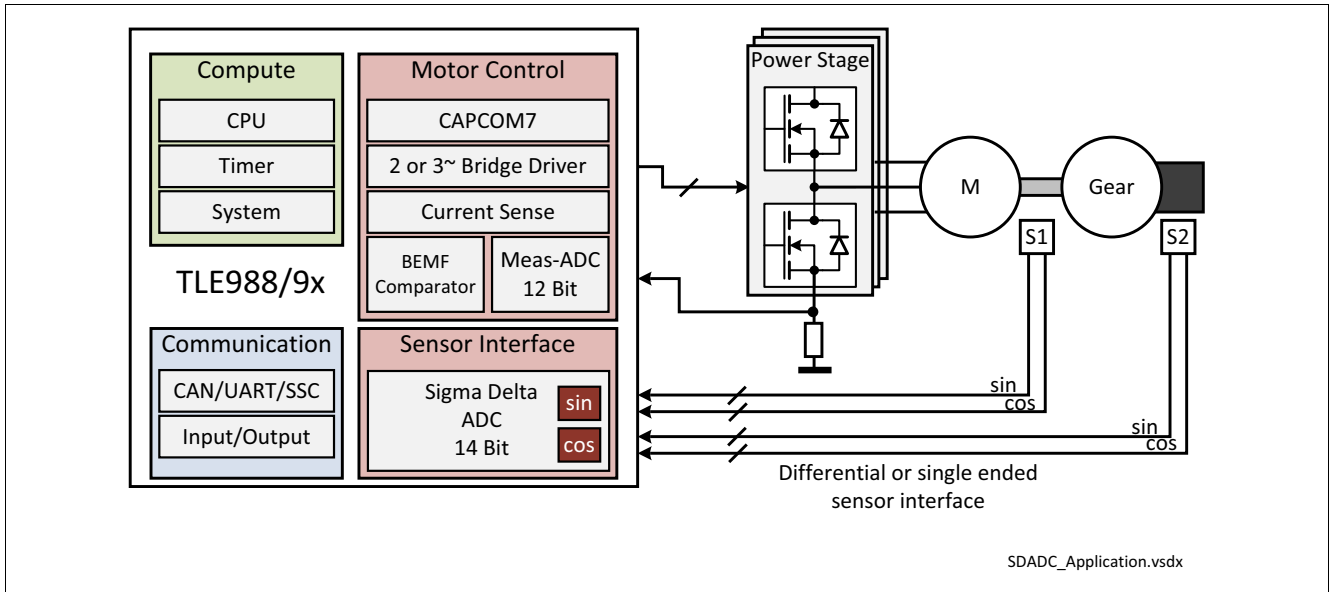 Compute
CPU
Timer
System
TLE988/9x
Motor Control
CAPCOM7
2 or 3~ Bridge Driver
Current Sense
BEMF
Comparator
Meas-ADC
12 Bit
Communication
CAN/UART/SSC
Input/Output
Sensor Interface
Sigma Delta
ADC
14 Bit
sin
cos
Power Stage
M
Gear
S1
S2
sin
cos
sin
cos
Differential or single ended
sensor interface
SDADC_Application.vsdx